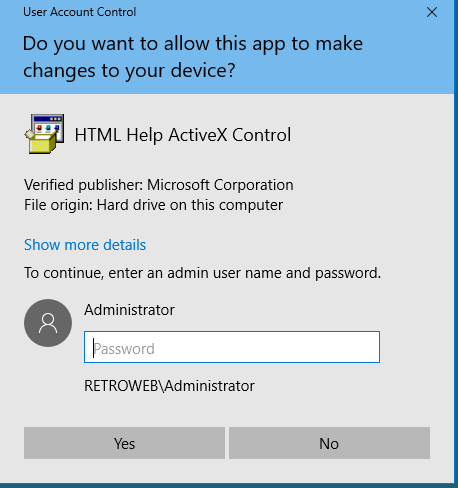 User Account Control
Do you want to allow this app to make
changes to your device?
HTML Help ActiveX Control
Verified publisher: Microsoft Corporation
File origin: Hard drive on this computer
Show more details
To continue, enter an admin user name and password.
Administrator
Password
RETROWEB\Administrator
Yes
No